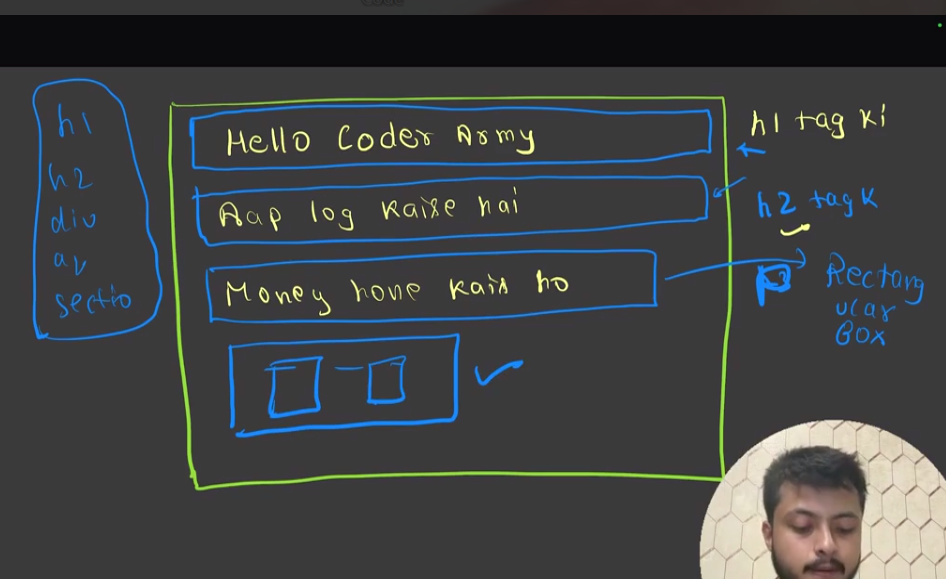 h1
h2
div
av
sectio
Hello Coder Army
Aap log kaise hai
Money hone kais ho
h1 tag ki
h2 tag k
Rectang
ular
Box